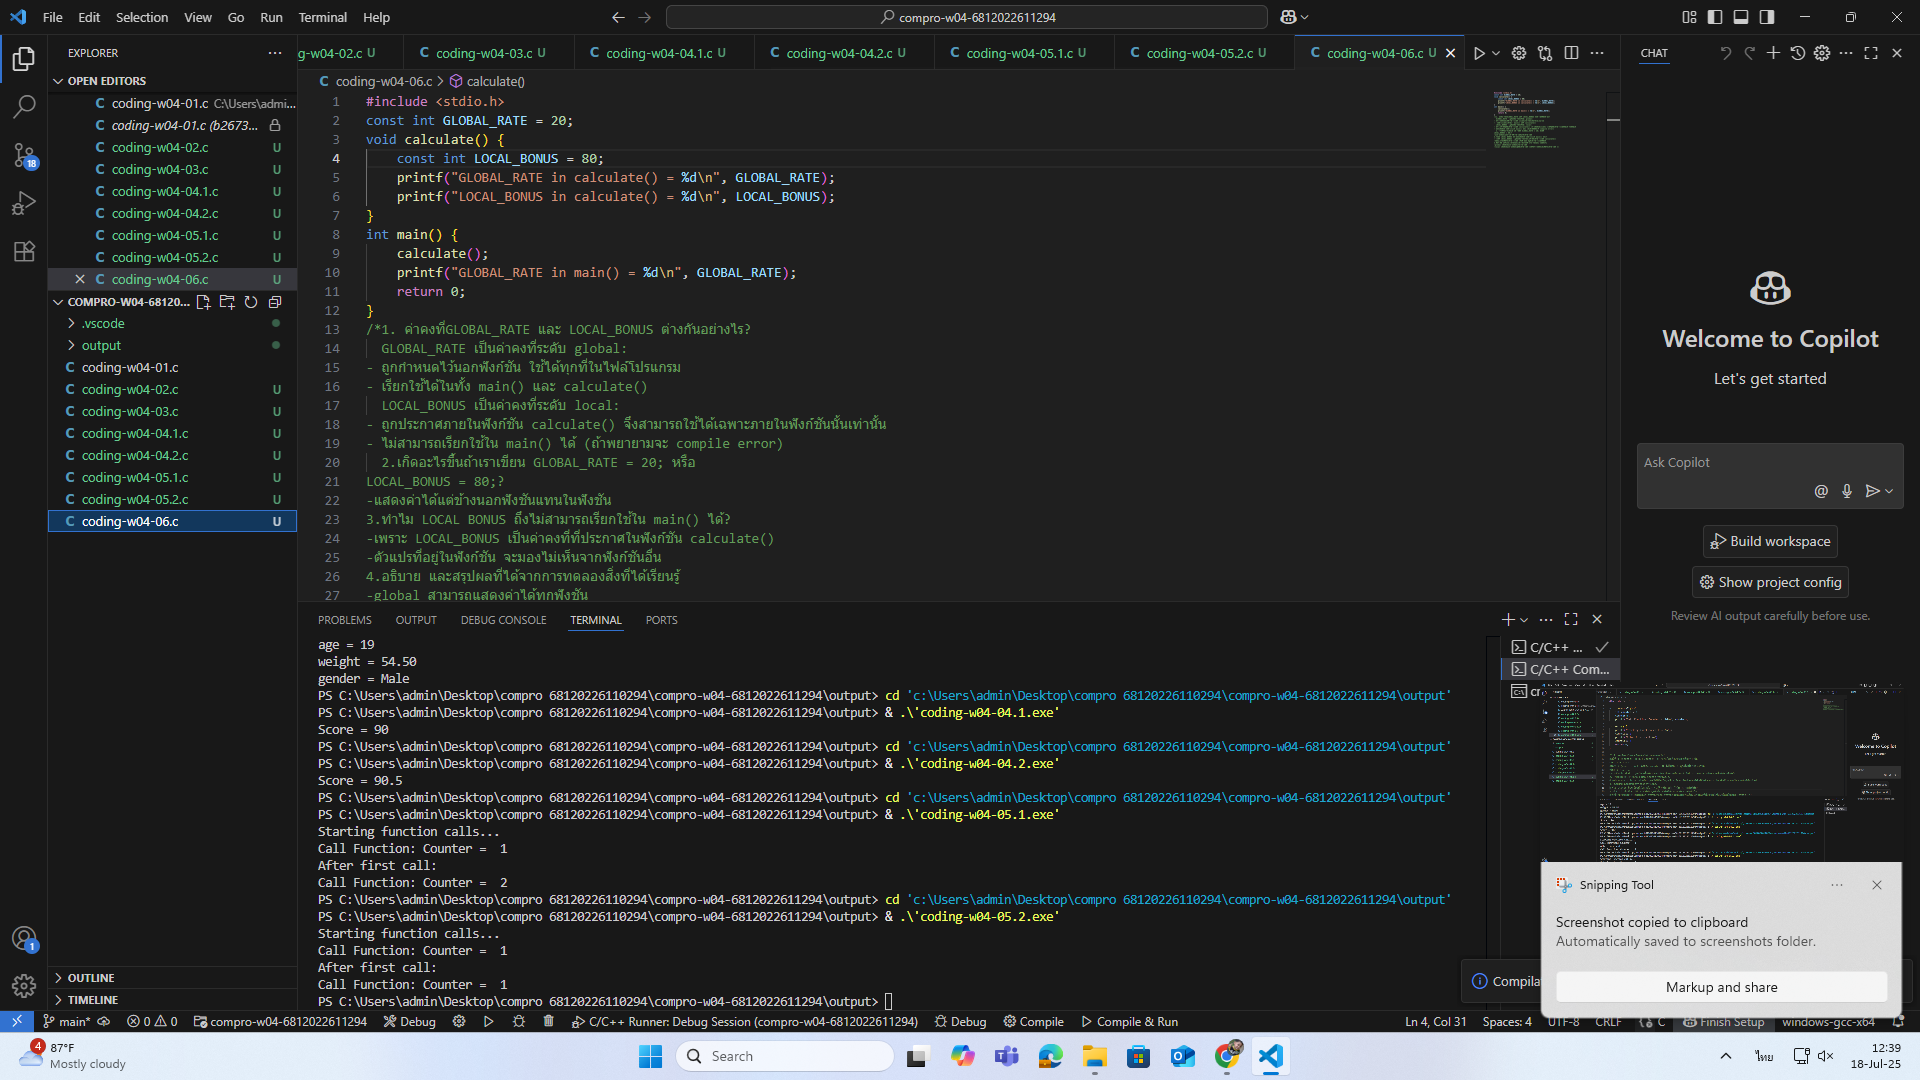 File Edit Selection View Go Run Terminal Help
compro-w04-6812022611294
EXPLORER
OPEN EDITORS
coding-w04-01.c C:\Users\admi...
coding-w04-01.c (b2673...
coding-w04-02.c U
coding-w04-03.c U
coding-w04-04.1.c U
coding-w04-04.2.c U
coding-w04-05.1.c U
coding-w04-05.2.c U
coding-w04-06.c U
COMPRO-W04-68120...
.vscode
output
coding-w04-01.c
coding-w04-02.c U
coding-w04-03.c U
coding-w04-04.1.c U
coding-w04-04.2.c U
coding-w04-05.1.c U
coding-w04-05.2.c U
coding-w04-06.c U
OUTLINE
TIMELINE
18
1
g-w04-02.c U coding-w04-03.c U coding-w04-04.1.c U coding-w04-04.2.c U coding-w04-05.1.c U coding-w04-05.2.c U coding-w04-06.c U
coding-w04-06.c > calculate()
1 #include <stdio.h>
2 const int GLOBAL_RATE = 20;
3 void calculate() {
4 const int LOCAL_BONUS = 80;
5 printf("GLOBAL_RATE in calculate() = %d\n", GLOBAL_RATE);
6 printf("LOCAL_BONUS in calculate() = %d\n", LOCAL_BONUS);
7 }
8 int main() {
9 calculate();
10 printf("GLOBAL_RATE in main() = %d\n", GLOBAL_RATE);
11 return 0;
12 }
13 /*1. ค่าคงที่GLOBAL_RATE และ LOCAL_BONUS ต่างกันอย่างไร?
14 GLOBAL_RATE เป็นค่าคงที่ระดับ global:
15 - ถูกกำหนดไว้นอกฟังก์ชัน ใช้ได้ทุกที่ในไฟล์โปรแกรม
16 - เรียกใช้ได้ในทั้ง main() และ calculate()
17 LOCAL_BONUS เป็นค่าคงที่ระดับ local:
18 - ถูกประกาศภายในฟังก์ชัน calculate() จึงสามารถใช้ได้เฉพาะภายในฟังก์ชันนั้นเท่านั้น
19 - ไม่สามารถเรียกใช้ใน main() ได้ (ถ้าพยายามจะ compile error)
20 2.เกิดอะไรขึ้นถ้าเราเขียน GLOBAL_RATE = 20; หรือ
21 LOCAL_BONUS = 80;?
22 -แสดงค่าได้แต่ข้างนอกฟังชันแทนในฟังชัน
23 3.ทำไม LOCAL BONUS ถึงไม่สามารถเรียกใช้ใน main() ได้?
24 -เพราะ LOCAL_BONUS เป็นค่าคงที่ที่ประกาศในฟังก์ชัน calculate()
25 -ตัวแปรที่อยู่ในฟังก์ชัน จะมองไม่เห็นจากฟังก์ชันอื่น
26 4.อธิบาย และสรุปผลที่ได้จากการทดลองสิ่งที่ได้เรียนรู้
27 -global สามารถแสดงค่าได้ทุกฟังชัน
PROBLEMS OUTPUT DEBUG CONSOLE TERMINAL PORTS
age = 19
weight = 54.50
gender = Male
PS C:\Users\admin\Desktop\compro 68120226110294\compro-w04-6812022611294\output> cd 'c:\Users\admin\Desktop\compro 68120226110294\compro-w04-6812022611294\output'
PS C:\Users\admin\Desktop\compro 68120226110294\compro-w04-6812022611294\output> & .\'coding-w04-04.1.exe'
Score = 90
PS C:\Users\admin\Desktop\compro 68120226110294\compro-w04-6812022611294\output> cd 'c:\Users\admin\Desktop\compro 68120226110294\compro-w04-6812022611294\output'
PS C:\Users\admin\Desktop\compro 68120226110294\compro-w04-6812022611294\output> & .\'coding-w04-04.2.exe'
Score = 90.5
PS C:\Users\admin\Desktop\compro 68120226110294\compro-w04-6812022611294\output> cd 'c:\Users\admin\Desktop\compro 68120226110294\compro-w04-6812022611294\output'
PS C:\Users\admin\Desktop\compro 68120226110294\compro-w04-6812022611294\output> & .\'coding-w04-05.1.exe'
Starting function calls...
Call Function: Counter =  1
After first call:
Call Function: Counter =  2
PS C:\Users\admin\Desktop\compro 68120226110294\compro-w04-6812022611294\output> cd 'c:\Users\admin\Desktop\compro 68120226110294\compro-w04-6812022611294\output'
PS C:\Users\admin\Desktop\compro 68120226110294\compro-w04-6812022611294\output> & .\'coding-w04-05.2.exe'
Starting function calls...
Call Function: Counter =  1
After first call:
Call Function: Counter =  1
PS C:\Users\admin\Desktop\compro 68120226110294\compro-w04-6812022611294\output>
C/C++ ...
C/C++ Com...
CHAT
Welcome to Copilot
Let's get started
Ask Copilot
Build workspace
Show project config
Review AI output carefully before use.
Snipping Tool
Screenshot copied to clipboard
Automatically saved to screenshots folder.
Markup and share
Compila
main* 0 0 compro-w04-6812022611294 Debug C/C++ Runner: Debug Session (compro-w04-6812022611294) Debug Compile Compile & Run Ln 4, Col 31 Spaces: 4 UTF-8 CRLF C Finish Setup windows-gcc-x64
4
87°F
Mostly cloudy
Search
ไทย
12:39
18-Jul-25